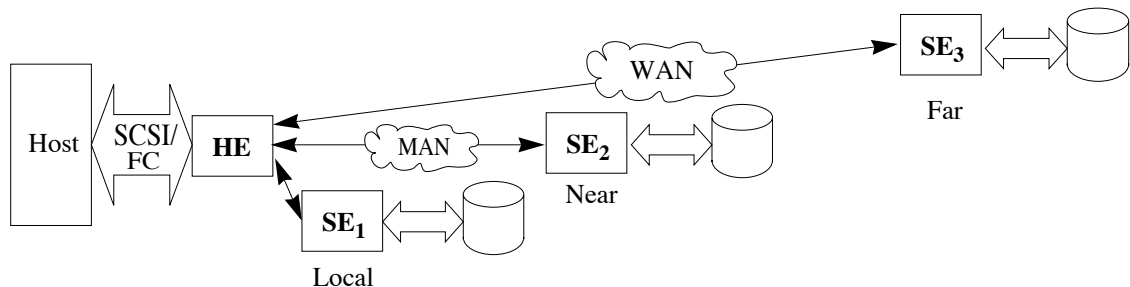 Host
SCSI/
FC
HE
WAN
SE3
Far
MAN
SE2
Near
SE1
Local